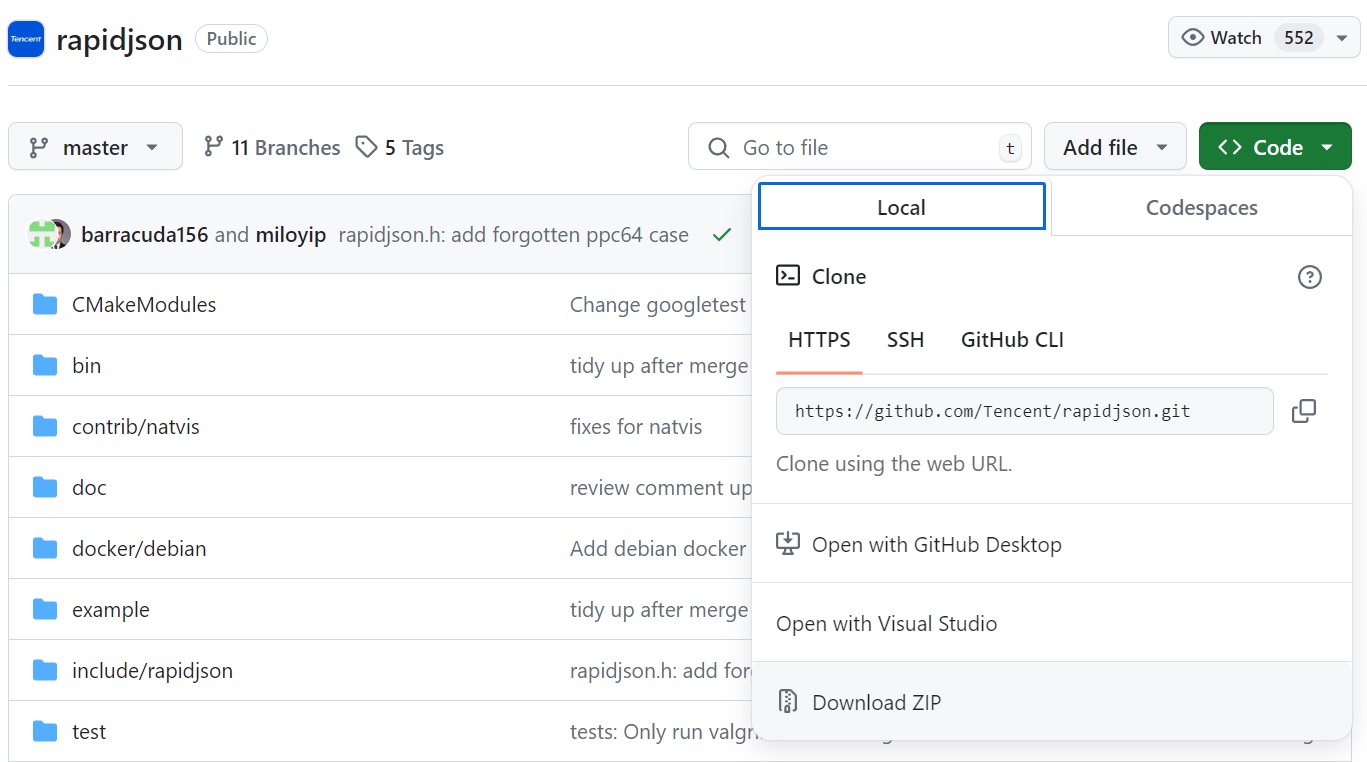 Tencent rapidjson Public Watch 552
master 11 Branches 5 Tags Go to file t Add file Code
Local Codespaces
barracuda156 and miloyip rapidjson.h: add forgotten ppc64 case
Clone
CMakeModules Change googletest
HTTPS SSH GitHub CLI
bin tidy up after merge
https://github.com/Tencent/rapidjson.git
contrib/natvis fixes for natvis
Clone using the web URL.
doc review comment up
docker/debian Add debian docker
Open with GitHub Desktop
example tidy up after merge
Open with Visual Studio
include/rapidjson rapidjson.h: add for
Download ZIP
test tests: Only run valgr